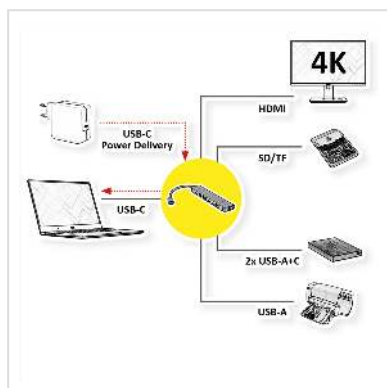 4K
HDMI
USB-C
Power Delivery
SD/TF
USB-C
2x USB-A+C
USB-A